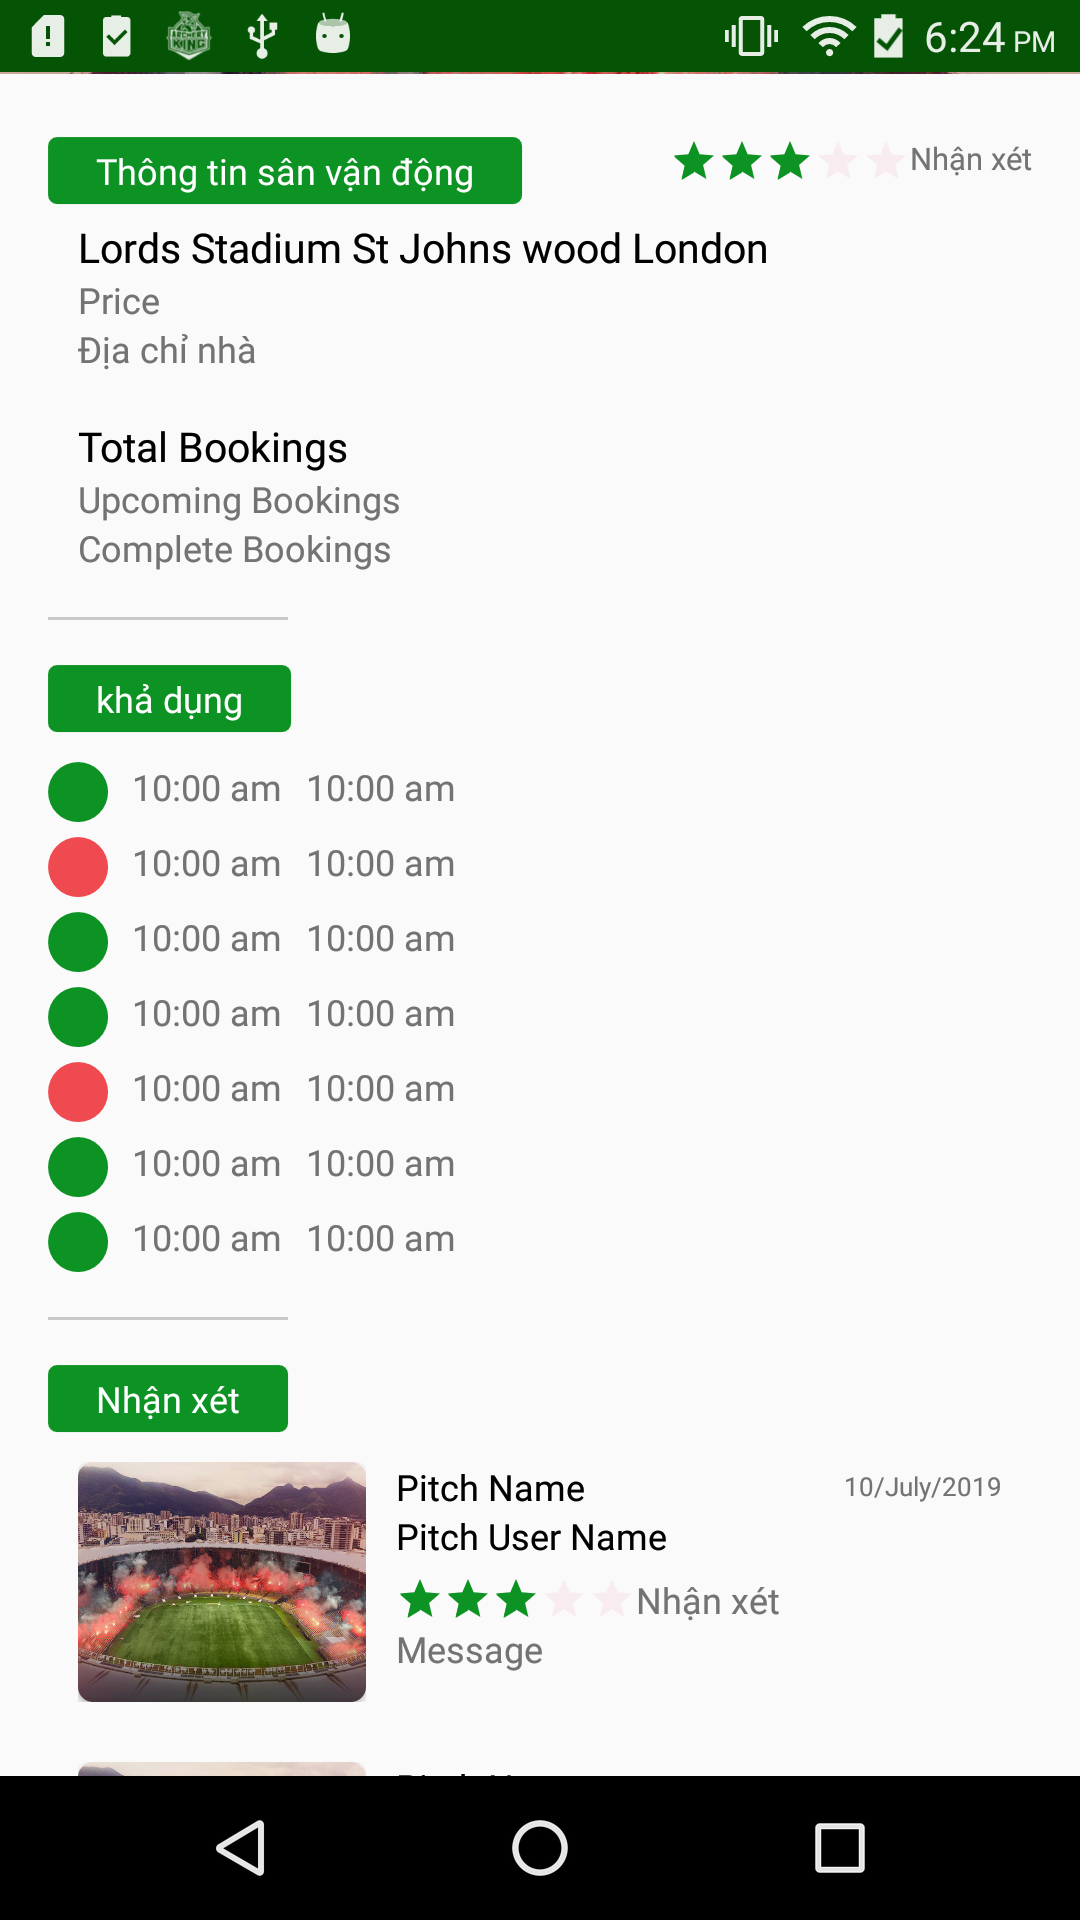 6:24 PM
Thông tin sân vận động
Nhận xét
Lords Stadium St Johns wood London
Price
Địa chỉ nhà
Total Bookings
Upcoming Bookings
Complete Bookings
khả dụng
10:00 am 10:00 am
10:00 am 10:00 am
10:00 am 10:00 am
10:00 am 10:00 am
10:00 am 10:00 am
10:00 am 10:00 am
10:00 am 10:00 am
Nhận xét
Pitch Name
10/July/2019
Pitch User Name
Nhận xét
Message